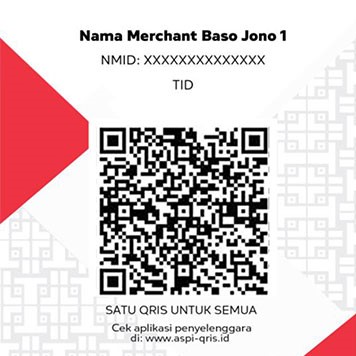 Nama Merchant Baso Jono 1
NMID: XXXXXXXXXXXXXX
TID
SATU QRIS UNTUK SEMUA
Cek aplikasi penyelenggara
di: www.aspi-qris.id